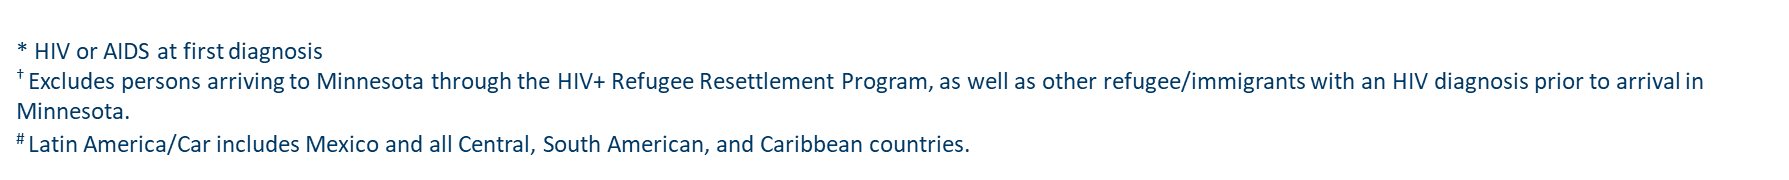 * HIV or AIDS at first diagnosis
† Excludes persons arriving to Minnesota through the HIV+ Refugee Resettlement Program, as well as other refugee/immigrants with an HIV diagnosis prior to arrival in
Minnesota.
# Latin America/Car includes Mexico and all Central, South American, and Caribbean countries.